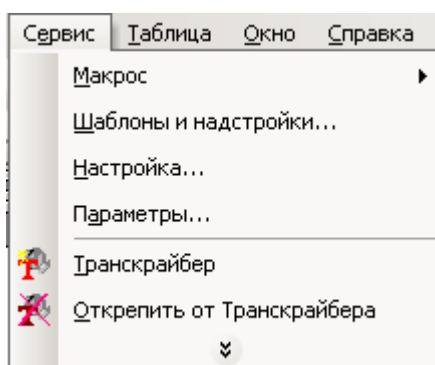 Сервис Таблица Окно Справка
Макрос
Шаблоны и надстройки...
Настройка...
Параметры...
Транскрайбер
Открепить от Транскрайбера